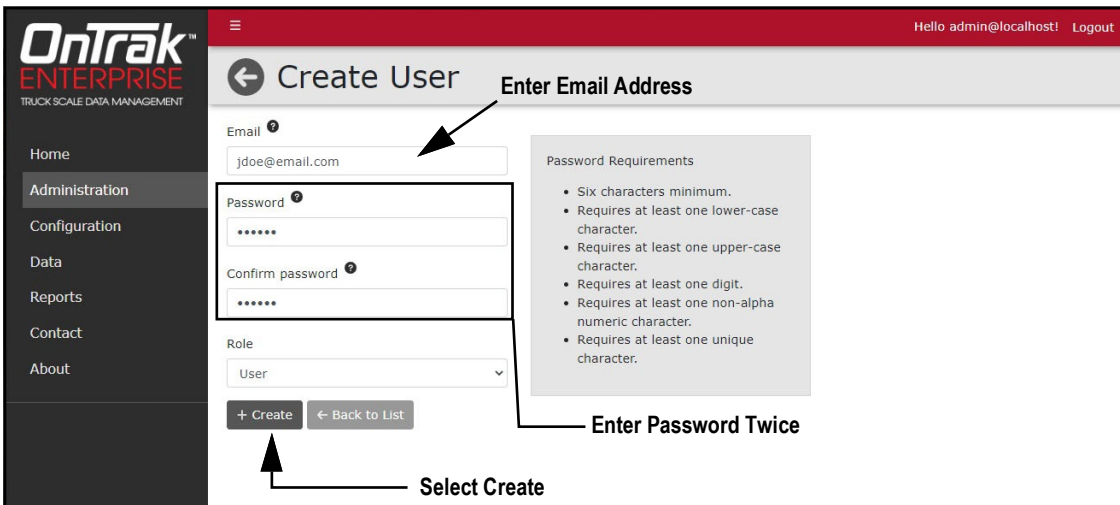 OnTrak™
ENTERPRISE
TRUCK SCALE DATA MANAGEMENT
Home
Administration
Configuration
Data
Reports
Contact
About
☰
Hello admin@localhost! Logout
Create User
Enter Email Address
Email ?
jdoe@email.com
Password ?
••••••
Confirm password ?
••••••
Role
User
+ Create
← Back to List
Password Requirements
• Six characters minimum.
• Requires at least one lower-case
character.
• Requires at least one upper-case
character.
• Requires at least one digit.
• Requires at least one non-alpha
numeric character.
• Requires at least one unique
character.
Enter Password Twice
Select Create